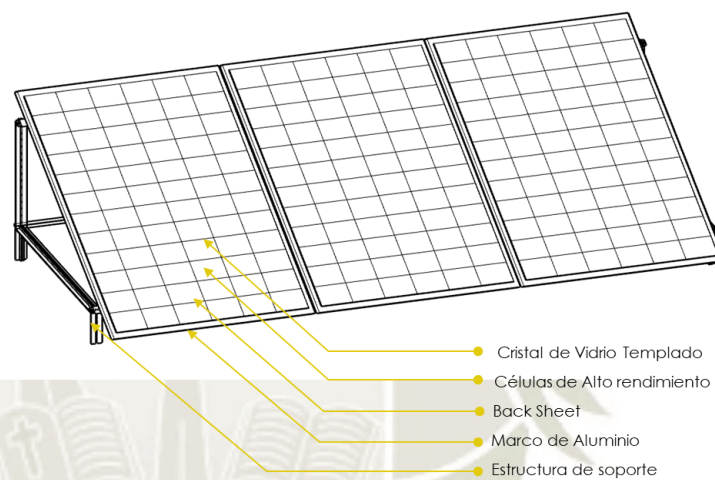 Cristal de Vidrio Templado
Células de Alto rendimiento
Back Sheet
Marco de Aluminio
Estructura de soporte